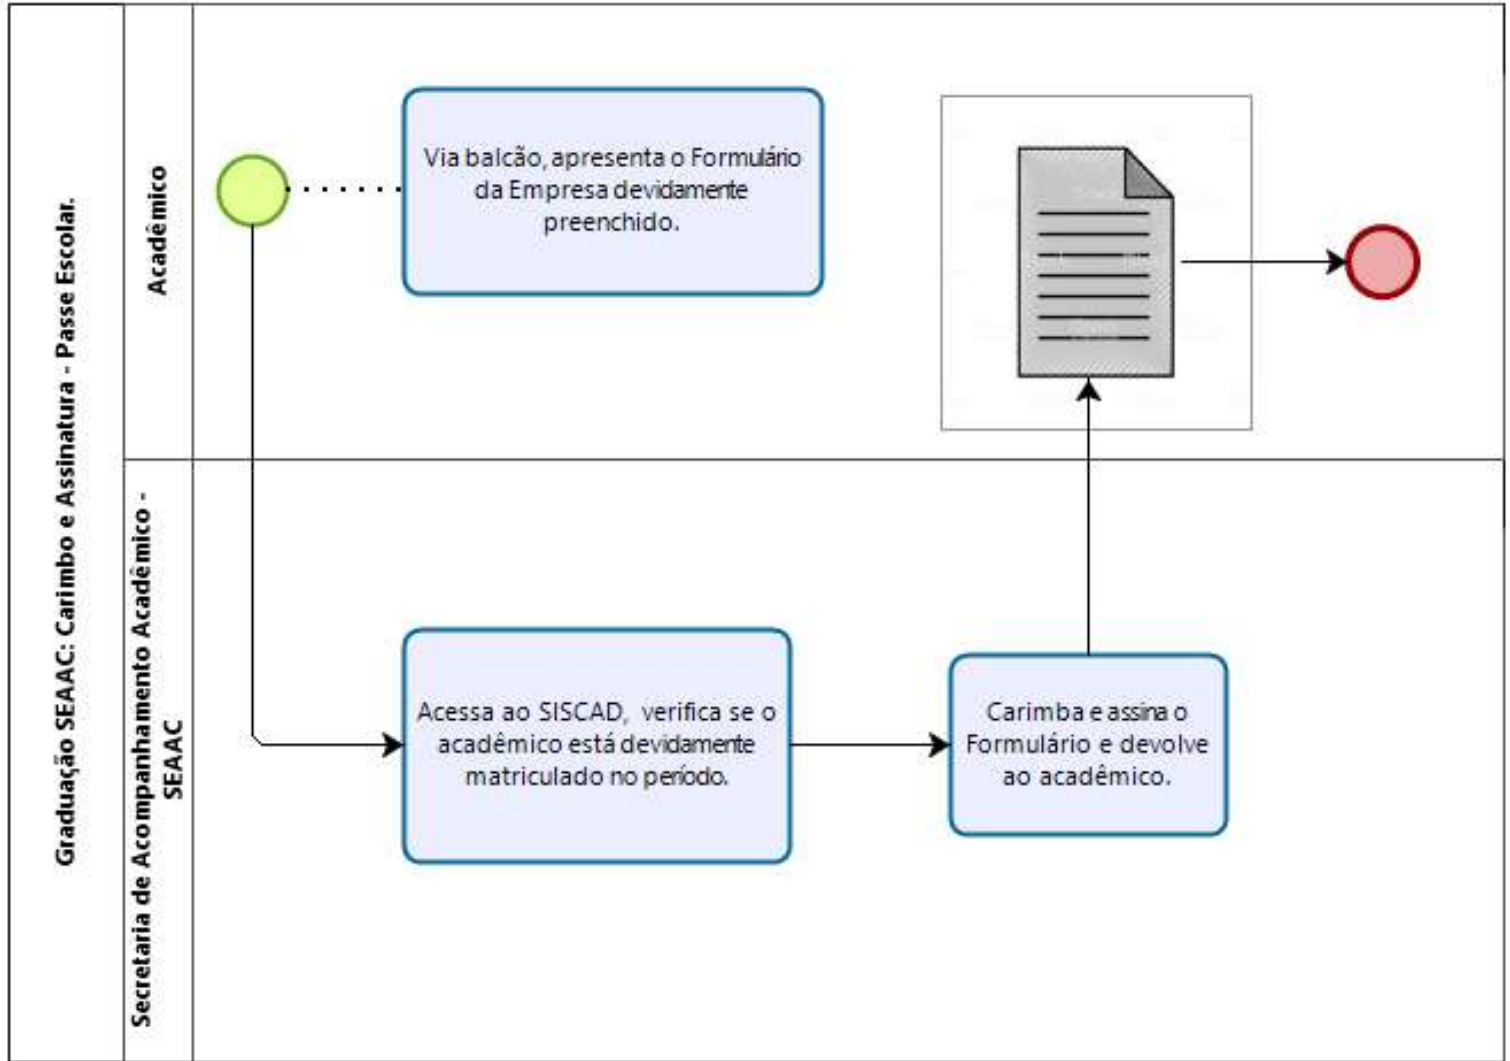 Graduação SEAAC: Carimbo e Assinatura - Passe Escolar.
Acadêmico
Via balcão, apresenta o Formulário
da Empresa devidamente
preenchido.
Secretaria de Acompanhamento Acadêmico -
SEAAC
Acessa ao SISCAD, verifica se o
acadêmico está devidamente
matriculado no período.
Carimba e assina o
Formulário e devolve
ao acadêmico.